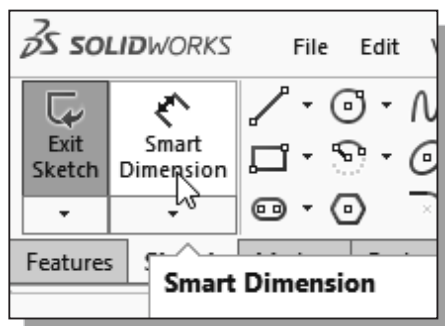 SOLIDWORKS File Edit
Exit Sketch
Smart Dimension
Features
Smart Dimension